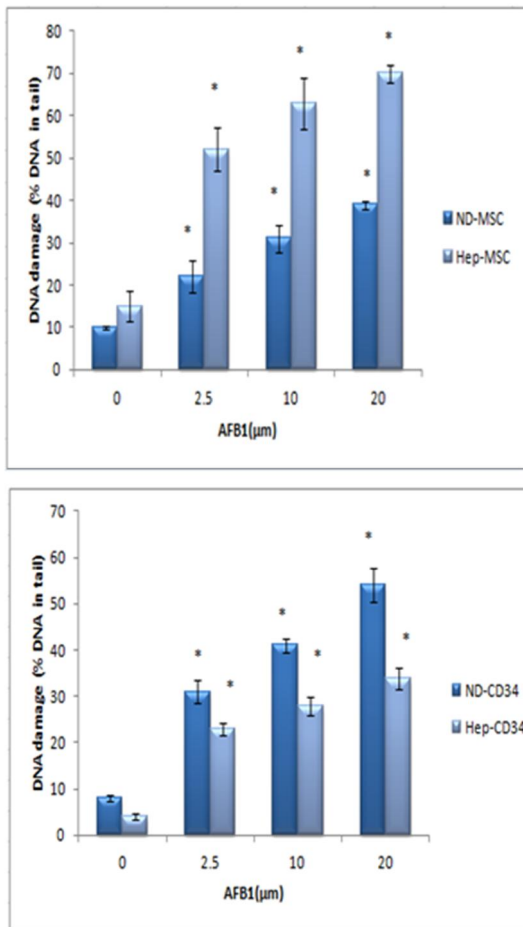 DNA damage (% DNA in tail)
80
*
*
70
*
60
50
*
40
*
*
30
20
10
0
0 2.5 10 20
AFB1(µm)
ND-MSC
Hep-MSC
DNA damage (% DNA in tail)
70
*
60
50
*
*
*
40
*
*
30
20
10
0
0 2.5 10 20
AFB1(µm)
ND-CD34
Hep-CD34